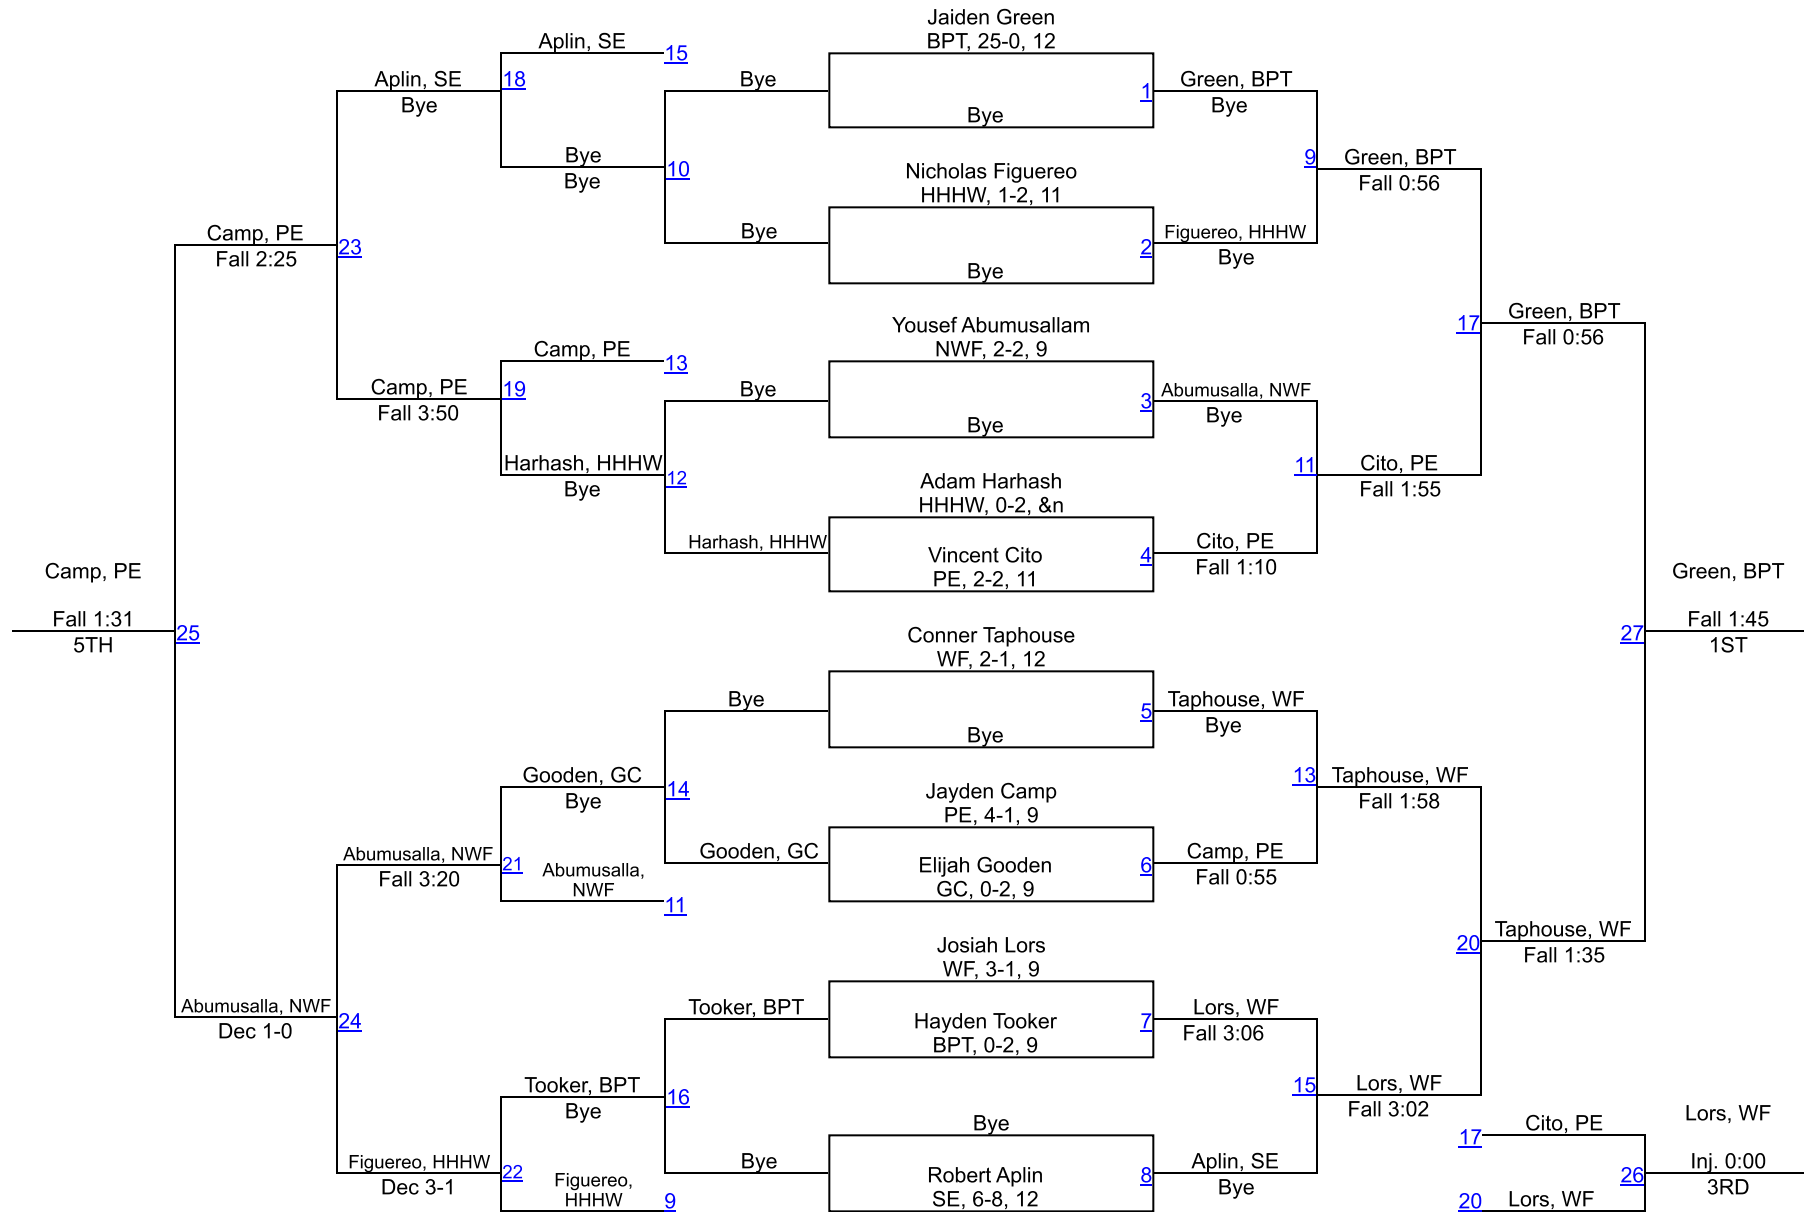 Jaiden Green
BPT, 25-0, 12
Aplin, SE
15
Aplin, SE
18
Bye
Bye
1
Green, BPT
Bye
Bye
Bye
10
Bye
9
Green, BPT
Fall 0:56
Nicholas Figuereo
HHHW, 1-2, 11
Camp, PE
23
Fall 2:25
Bye
2
Figuereo, HHHW
Bye
Bye
Yousef Abumusallam
NWF, 2-2, 9
17
Green, BPT
Fall 0:56
Camp, PE
13
Camp, PE
19
Fall 3:50
Bye
3
Abumusalla, NWF
Bye
Bye
Harhash, HHHW
12
Bye
11
Cito, PE
Fall 1:55
Adam Harhash
HHHW, 0-2, &n
Harhash, HHHW
Vincent Cito
PE, 2-2, 11
4
Cito, PE
Fall 1:10
Camp, PE
Fall 1:31
25
5TH
Green, BPT
27
Fall 1:45
1ST
Conner Taphouse
WF, 2-1, 12
Bye
5
Taphouse, WF
Bye
Bye
Gooden, GC
14
Bye
13
Taphouse, WF
Fall 1:58
Jayden Camp
PE, 4-1, 9
Abumusalla, NWF
21
Fall 3:20
Abumusalla,
NWF
11
Gooden, GC
Elijah Gooden
GC, 0-2, 9
6
Camp, PE
Fall 0:55
20
Taphouse, WF
Fall 1:35
Josiah Lors
WF, 3-1, 9
Abumusalla, NWF
24
Dec 1-0
Tooker, BPT
Hayden Tooker
BPT, 0-2, 9
7
Lors, WF
Fall 3:06
Tooker, BPT
16
Bye
15
Lors, WF
Fall 3:02
Bye
Figuereo, HHHW
22
Dec 3-1
Figuereo,
HHHW
9
Bye
Robert Aplin
SE, 6-8, 12
8
Aplin, SE
Bye
17
Cito, PE
Lors, WF
26
Inj. 0:00
3RD
20
Lors, WF